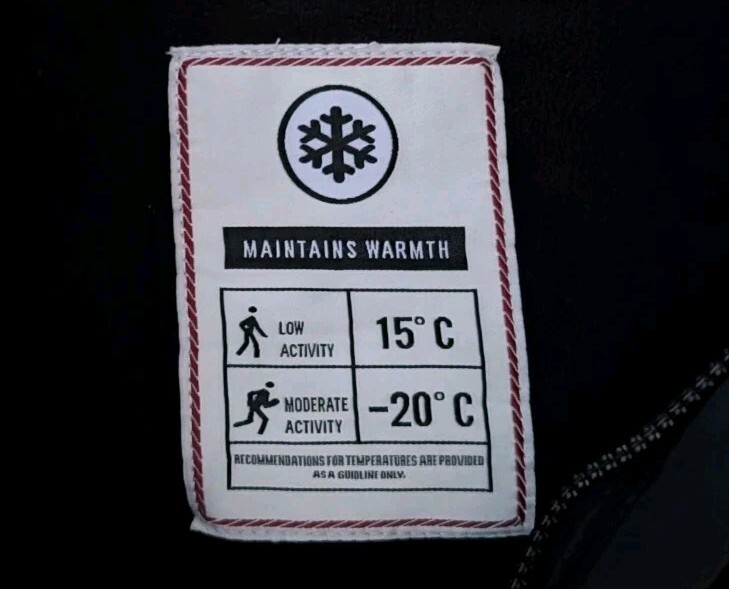 MAINTAINS WARMTH
LOW
ACTIVITY
15° C
MODERATE
ACTIVITY
-20° C
RECOMMENDATIONS FOR TEMPERATURES ARE PROVIDED
AS A GUIDLINE ONLY.